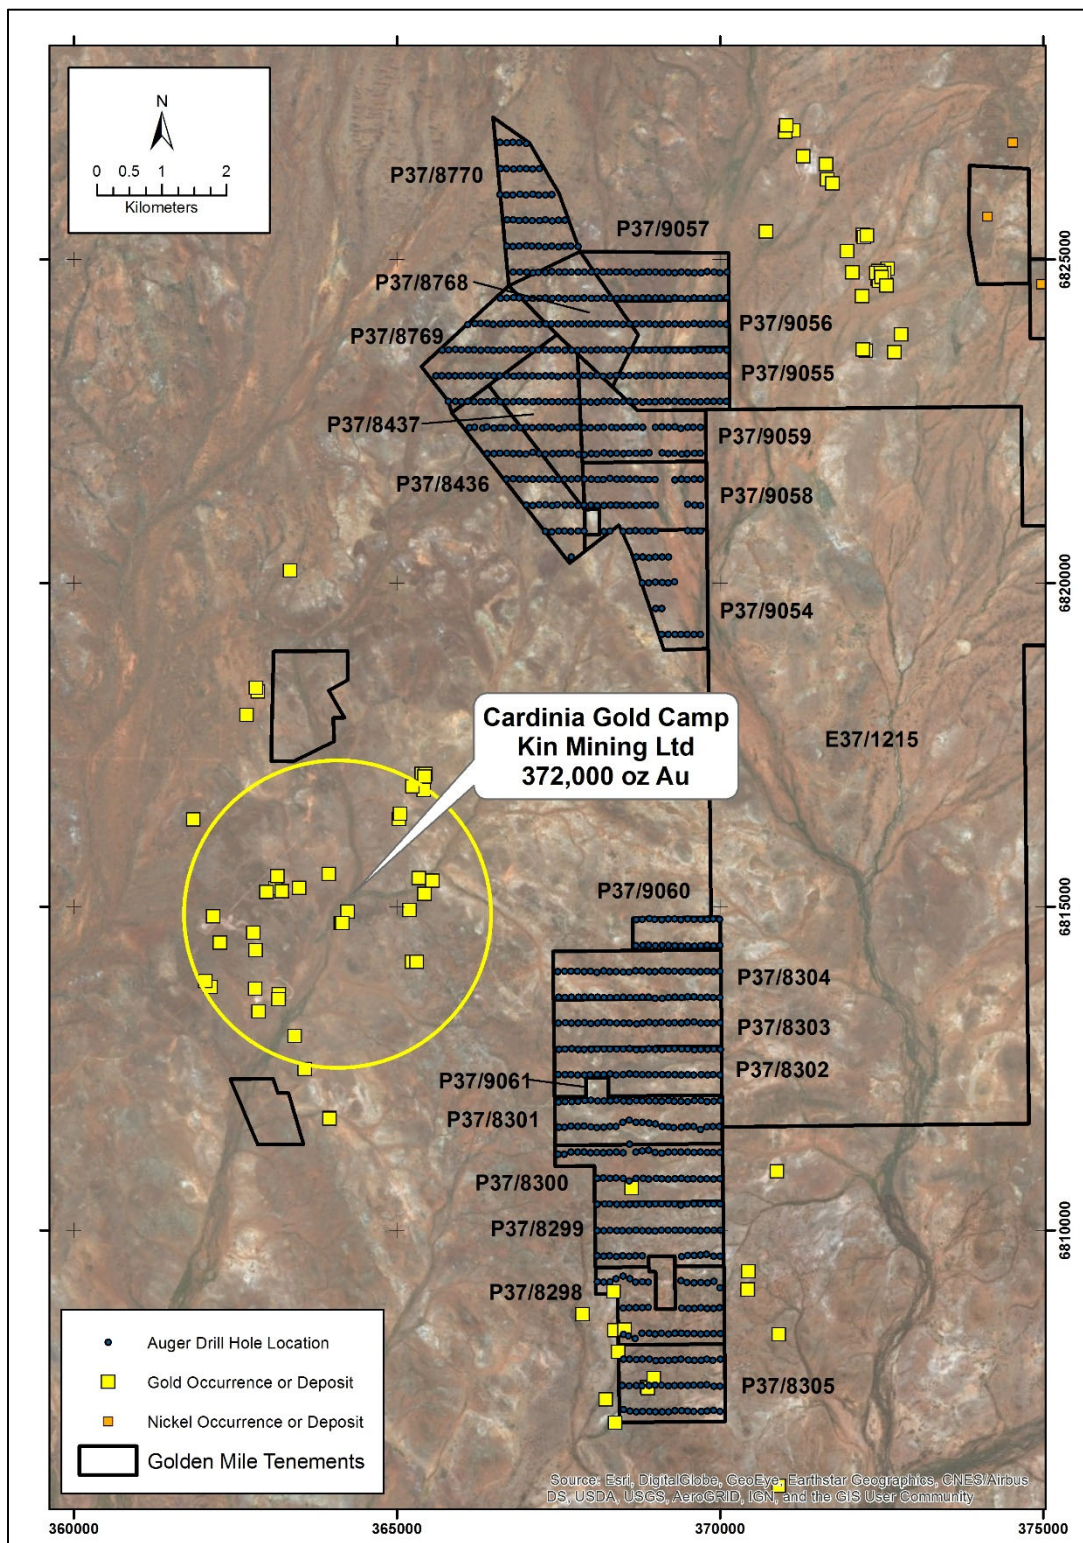 N
0 0.5 1 2
Kilometers
P37/8770
P37/9057
P37/8768
P37/8769
P37/9056
P37/9055
P37/8437
P37/9059
P37/8436
P37/9058
P37/9054
Cardinia Gold Camp
Kin Mining Ltd
372,000 oz Au
E37/1215
P37/9060
P37/8304
P37/8303
P37/8302
P37/9061
P37/8301
P37/8300
P37/8299
P37/8298
P37/8305
Auger Drill Hole Location
Gold Occurrence or Deposit
Nickel Occurrence or Deposit
Golden Mile Tenements
Source: Esri, DigitalGlobe, GeoEye, Earthstar Geographics, CNES/Airbus
DS, USDA, USGS, AeroGRID, IGN, and the GIS User Community
360000 365000 370000 375000
6825000
6820000
6815000
6810000